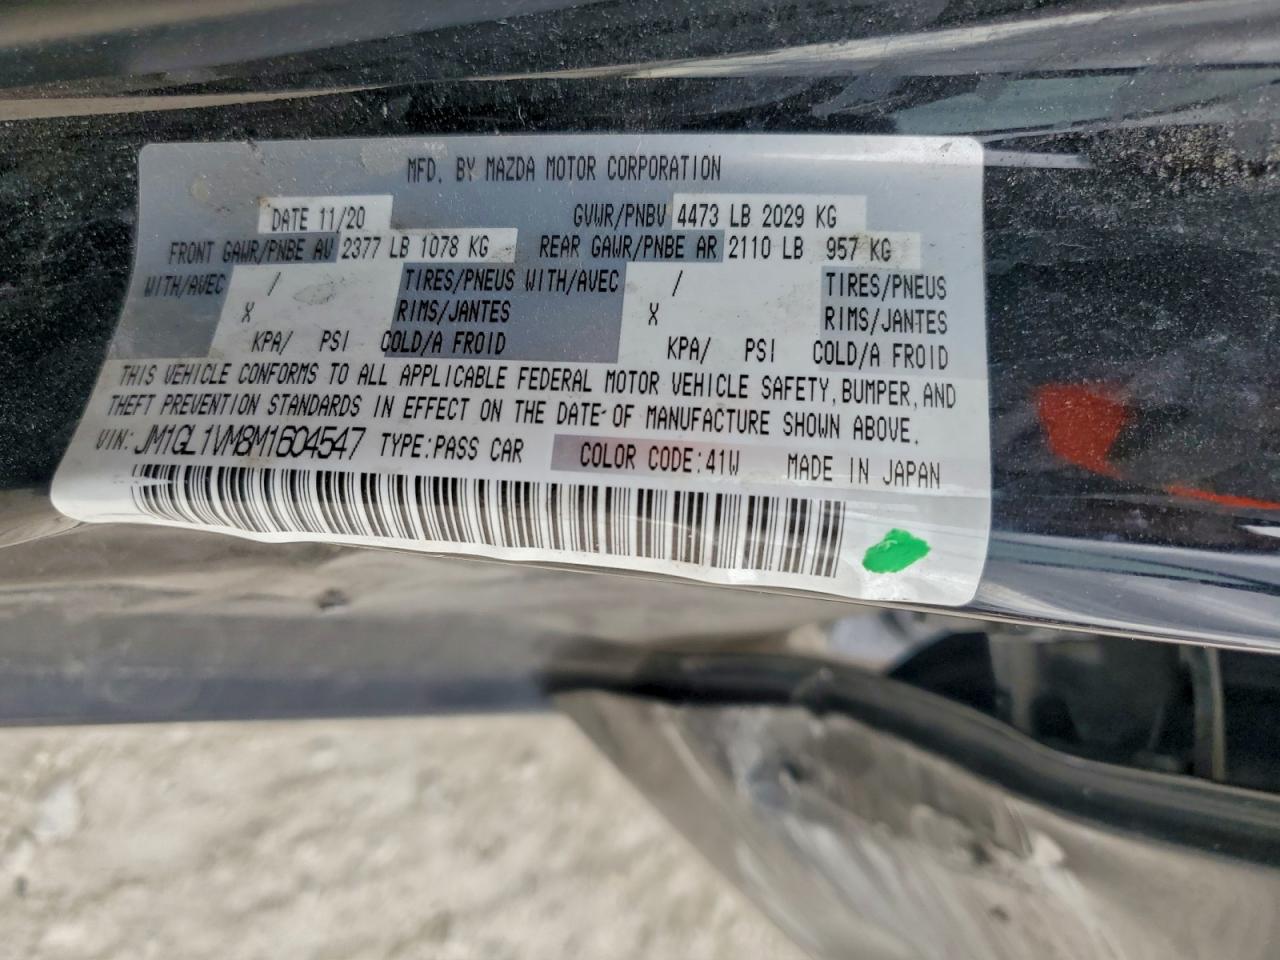 MFD. BY MAZDA MOTOR CORPORATION
DATE 11/20 GVWR/PNBV 4473 LB 2029 KG
FRONT GAWR/PNBE AV 2377 LB 1078 KG REAR GAWR/PNBE AR 2110 LB 957 KG
WITH/AVEC / TIRES/PNEUS WITH/AVEC / TIRES/PNEUS
X RIMS/JANTES X RIMS/JANTES
KPA/ PSI COLD/A FROID KPA/ PSI COLD/A FROID
THIS VEHICLE CONFORMS TO ALL APPLICABLE FEDERAL MOTOR VEHICLE SAFETY, BUMPER, AND
THEFT PREVENTION STANDARDS IN EFFECT ON THE DATE OF MANUFACTURE SHOWN ABOVE.
VIN: JM1GL1VM8M1604547 TYPE: PASS CAR COLOR CODE: 41W MADE IN JAPAN